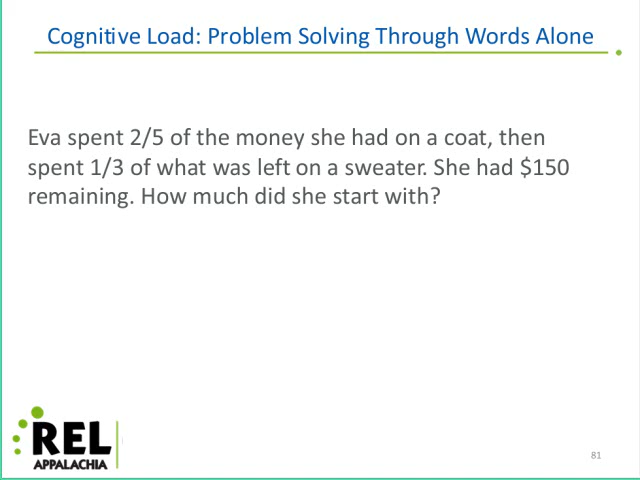 Cognitive Load: Problem Solving Through Words Alone
Eva spent 2/5 of the money she had on a coat, then
spent 1/3 of what was left on a sweater. She had $150
remaining. How much did she start with?
REL
APPALACHIA
81